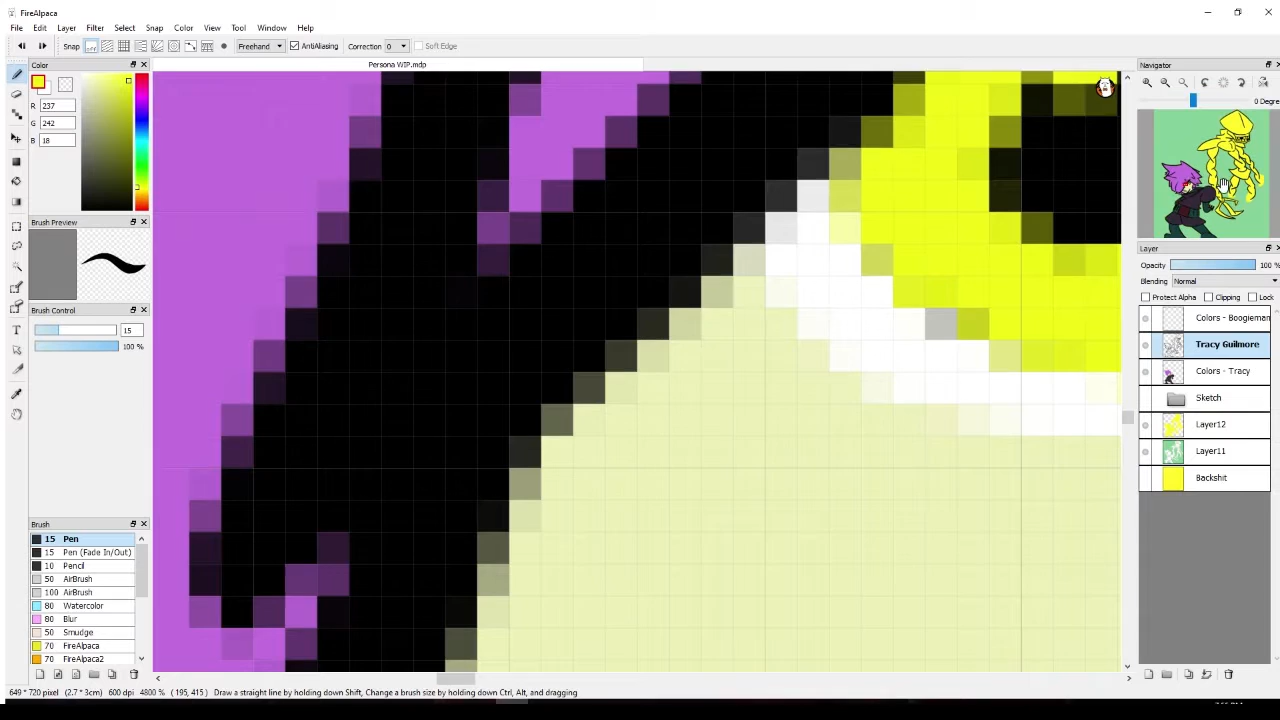 FireAlpaca
File Edit Layer Filter Select Snap Color View Tool Window Help
Snap Freehand AntiAliasing Correction 0 Soft Edge
Color
Persona WIP.mdp
Navigator
R 237
G 242
B 18
0 Degree
Brush Preview
Brush Control
15
100 %
Layer
Opacity 100 %
Blending Normal
Protect Alpha Clipping Lock
Colors - Boogieman
Tracy Guilmore
Colors - Tracy
Sketch
Layer12
Layer11
Backshit
Brush
15 Pen
15 Pen (Fade In/Out)
10 Pencil
50 AirBrush
100 AirBrush
80 Watercolor
80 Blur
50 Smudge
70 FireAlpaca
70 FireAlpaca2
649 * 720 pixel (2.7 * 3cm) 600 dpi 4800 % ( 195, 415 ) Draw a straight line by holding down Shift, Change a brush size by holding down Ctrl, Alt, and dragging